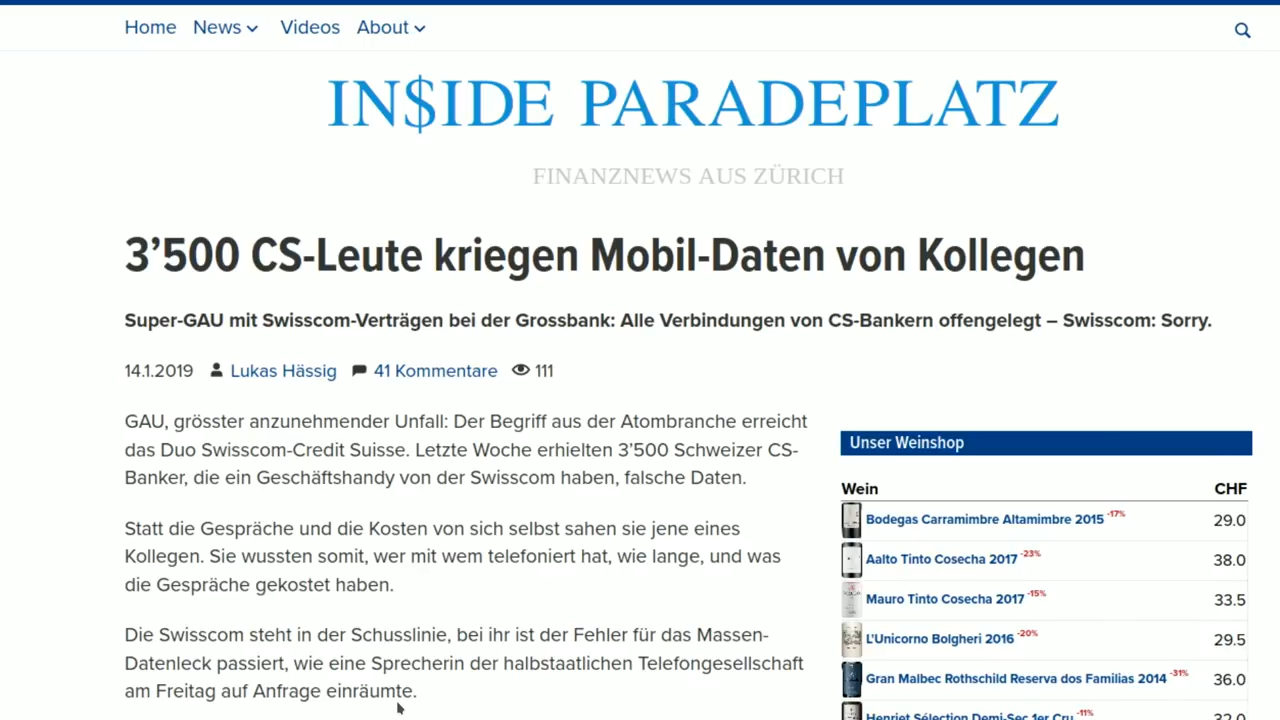 Home News Videos About
IN$IDE PARADEPLATZ
FINANZNEWS AUS ZÜRICH
3’500 CS-Leute kriegen Mobil-Daten von Kollegen
Super-GAU mit Swisscom-Verträgen bei der Grossbank: Alle Verbindungen von CS-Bankern offengelegt – Swisscom: Sorry.
14.1.2019 Lukas Hässig 41 Kommentare 111
GAU, grösster anzunehmender Unfall: Der Begriff aus der Atombranche erreicht
das Duo Swisscom-Credit Suisse. Letzte Woche erhielten 3’500 Schweizer CS-
Banker, die ein Geschäftshandy von der Swisscom haben, falsche Daten.
Statt die Gespräche und die Kosten von sich selbst sahen sie jene eines
Kollegen. Sie wussten somit, wer mit wem telefoniert hat, wie lange, und was
die Gespräche gekostet haben.
Die Swisscom steht in der Schusslinie, bei ihr ist der Fehler für das Massen-
Datenleck passiert, wie eine Sprecherin der halbstaatlichen Telefongesellschaft
am Freitag auf Anfrage einräumte.
Unser Weinshop
Wein CHF
Bodegas Carramimbre Altamimbre 2015 -17% 29.0
Aalto Tinto Cosecha 2017 -23% 38.0
Mauro Tinto Cosecha 2017 -15% 33.5
L’Unicorno Bolgheri 2016 -20% 29.5
Gran Malbec Rothschild Reserva dos Familias 2014 -31% 36.0
Henriet Sélection Demi-Sec 1er Cru -11% 32.0